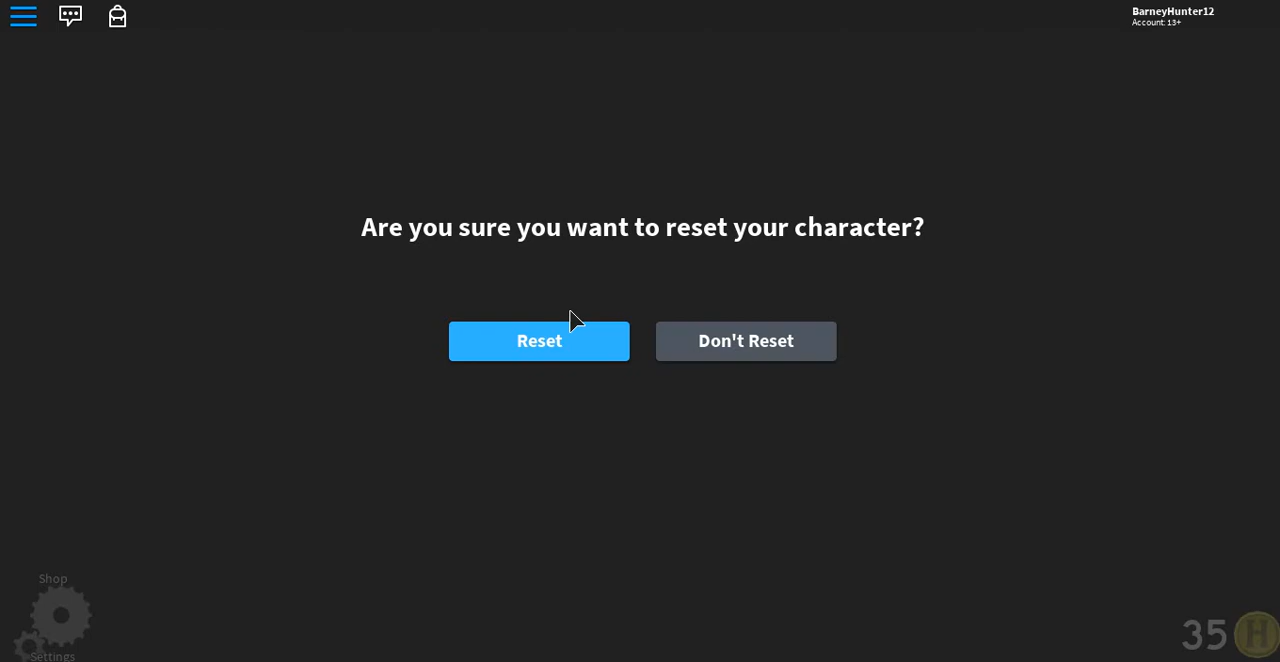 BarneyHunter12
Account: 13+
Are you sure you want to reset your character?
Reset
Don't Reset
Shop
Settings
35 H